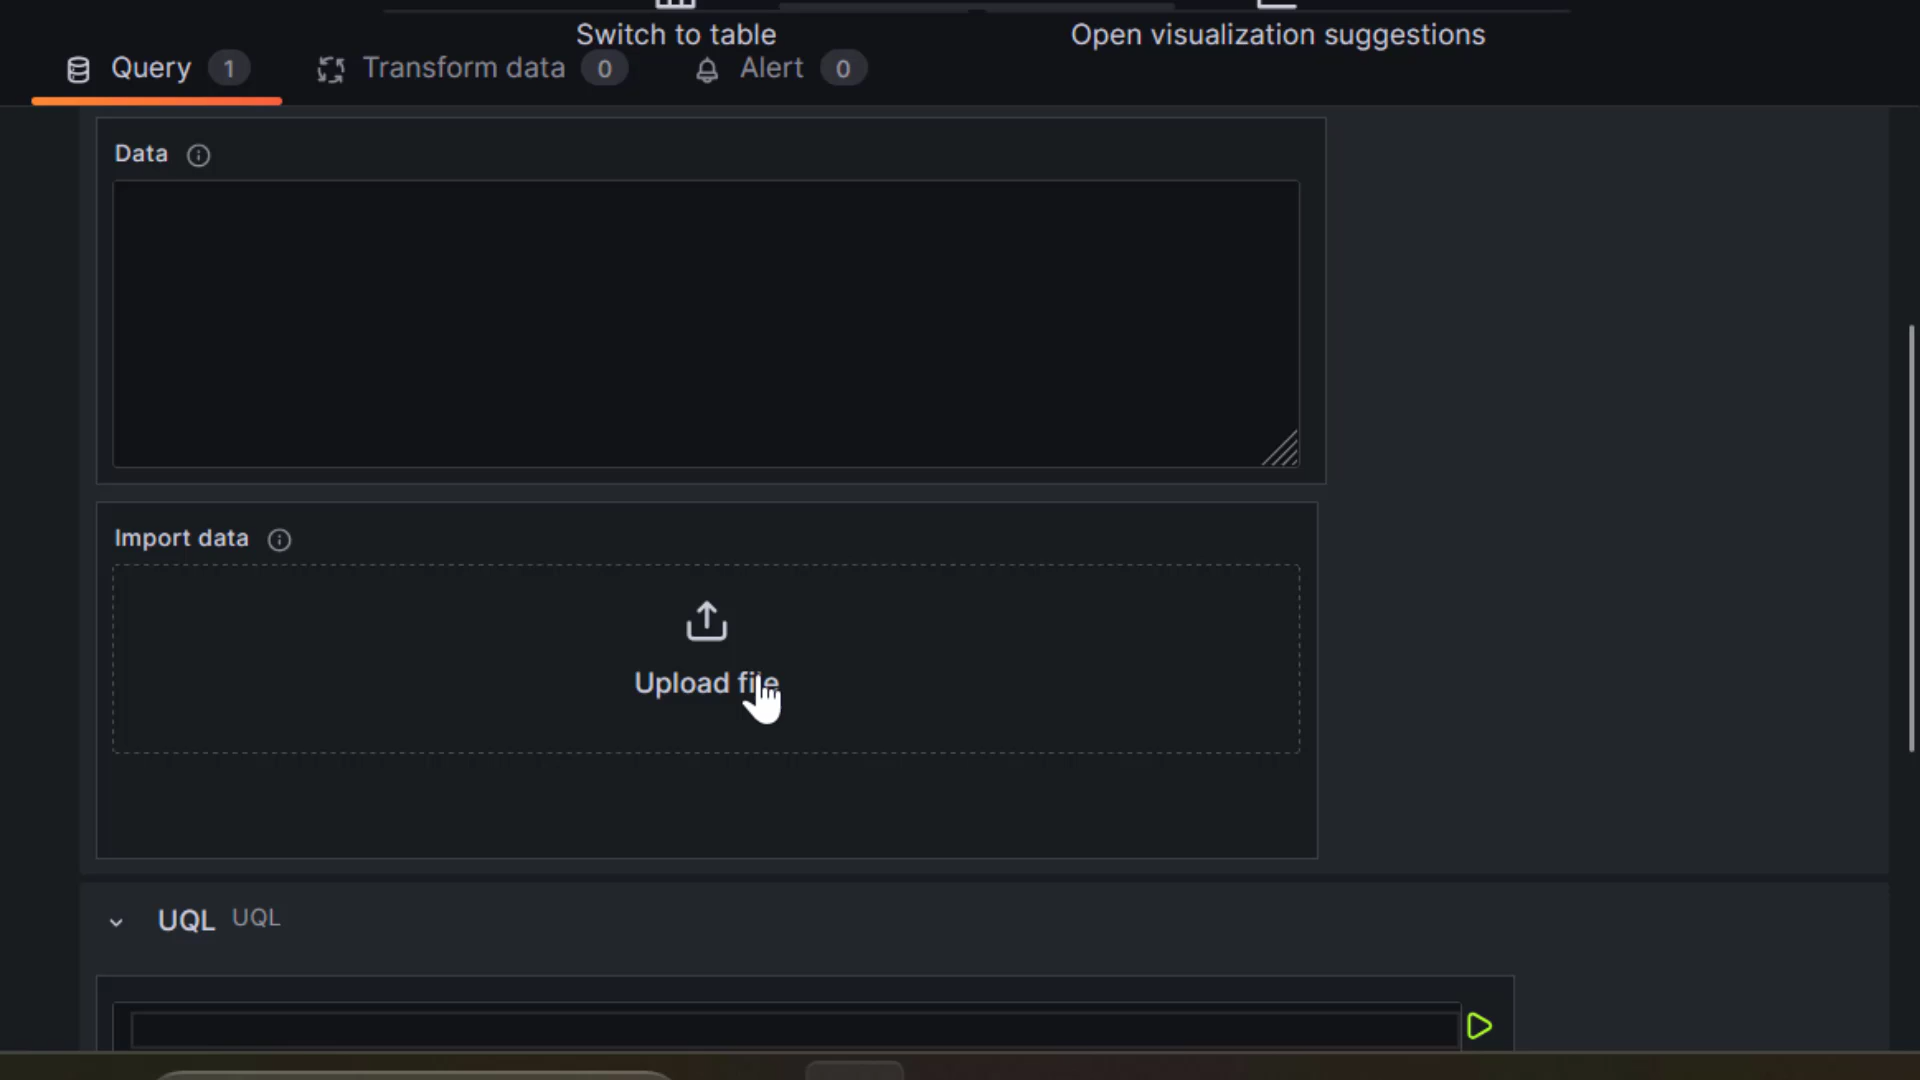 Switch to table
Open visualization suggestions
Query 1
Transform data 0
Alert 0
Data
Import data
Upload file
UQL UQL